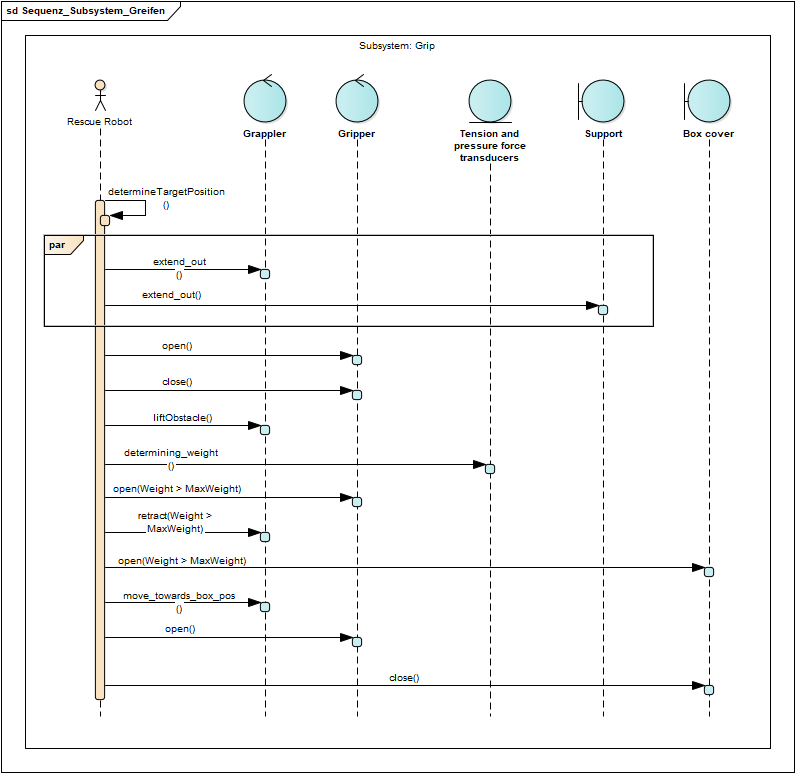 sd Sequenz_Subsystem_Greifen
Subsystem: Grip
Rescue Robot
Grappler
Gripper
Tension and
pressure force
transducers
Support
Box cover
determineTargetPosition
()
par
extend_out
()
extend_out()
open()
close()
liftObstacle()
determining_weight
()
open(Weight > MaxWeight)
retract(Weight >
MaxWeight)
open(Weight > MaxWeight)
move_towards_box_pos
()
open()
close()